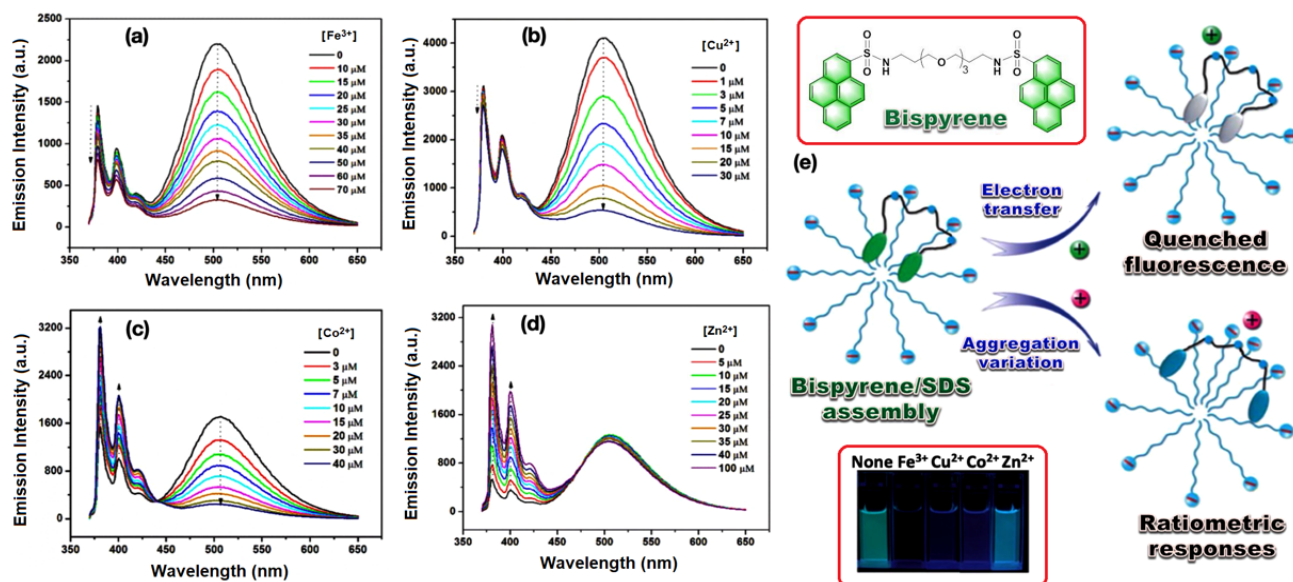 (a)
[Fe³⁺]
0
10 μM
15 μM
20 μM
25 μM
30 μM
35 μM
40 μM
50 μM
60 μM
70 μM
2500
2000
1500
1000
500
0
Emission Intensity (a.u.)
350 400 450 500 550 600 650
Wavelength (nm)
(b)
[Cu²⁺]
0
1 μM
3 μM
5 μM
7 μM
10 μM
15 μM
20 μM
30 μM
4000
3000
2000
1000
0
Emission Intensity (a.u.)
350 400 450 500 550 600 650
Wavelength (nm)
(c)
[Co²⁺]
0
3 μM
5 μM
7 μM
10 μM
15 μM
20 μM
30 μM
40 μM
3200
2400
1600
800
0
Emission Intensity (a.u.)
350 400 450 500 550 600 650
Wavelength (nm)
(d)
[Zn²⁺]
0
5 μM
10 μM
15 μM
20 μM
25 μM
30 μM
35 μM
40 μM
100 μM
3200
2400
1600
800
0
Emission Intensity (a.u.)
350 400 450 500 550 600 650
Wavelength (nm)
O
S
O
N
H
O
3
N
H
O
S
O
Bispyrene
(e)
Electron
transfer
Quenched
fluorescence
Aggregation
variation
Bispyrene/SDS
assembly
Ratiometric
responses
None Fe³⁺ Cu²⁺ Co²⁺ Zn²⁺